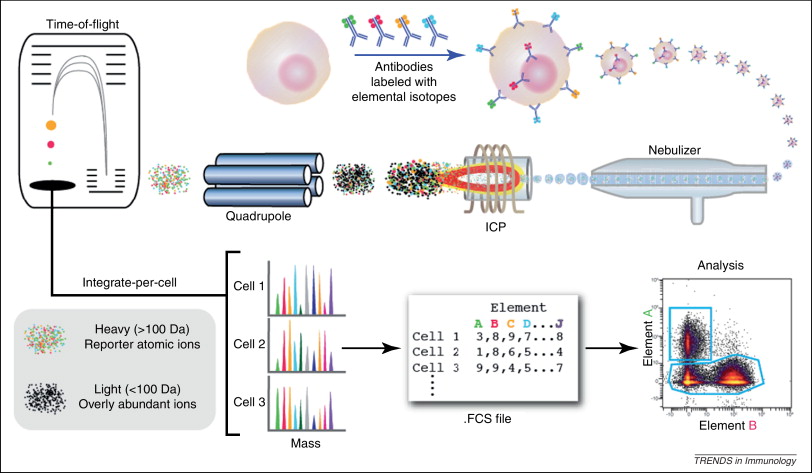 Time-of-flight
Antibodies
labeled with
elemental isotopes
Nebulizer
Quadrupole
ICP
Integrate-per-cell
Cell 1
Cell 2
Cell 3
Mass
Heavy (>100 Da)
Reporter atomic ions
Light (<100 Da)
Overly abundant ions
Element
A B C D...J
Cell 1 3,8,9,7...8
Cell 2 1,8,6,5...4
Cell 3 9,9,4,5...7
.FCS file
Analysis
Element A
Element B
TRENDS in Immunology